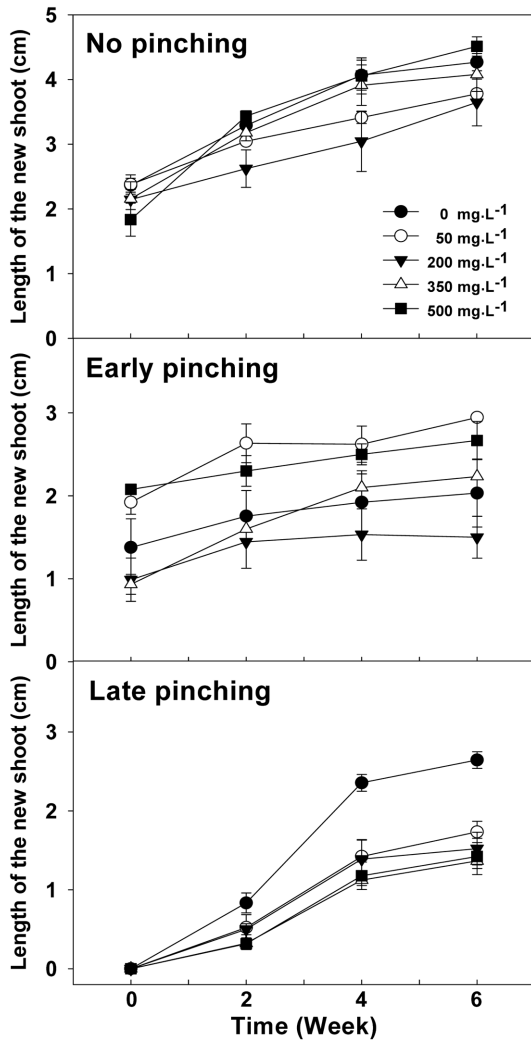 No pinching
Length of the new shoot (cm)
5
4
3
2
1
0
0 mg·L-1
50 mg·L-1
200 mg·L-1
350 mg·L-1
500 mg·L-1
Early pinching
Length of the new shoot (cm)
3
2
1
0
Late pinching
Length of the new shoot (cm)
3
2
1
0
0 2 4 6
Time (Week)